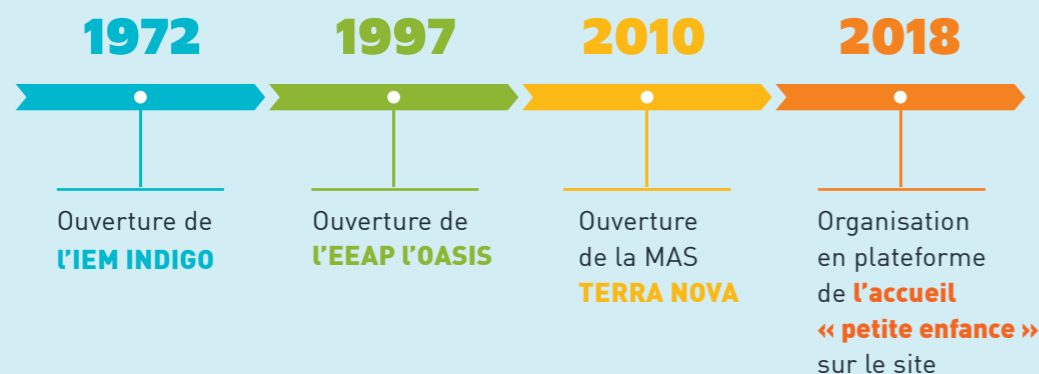 1972
1997
2010
2018
Ouverture de
l'IEM INDIGO
Ouverture de
l'EEAP l'OASIS
Ouverture
de la MAS
TERRA NOVA
Organisation
en plateforme
de l'accueil
« petite enfance »
sur le site